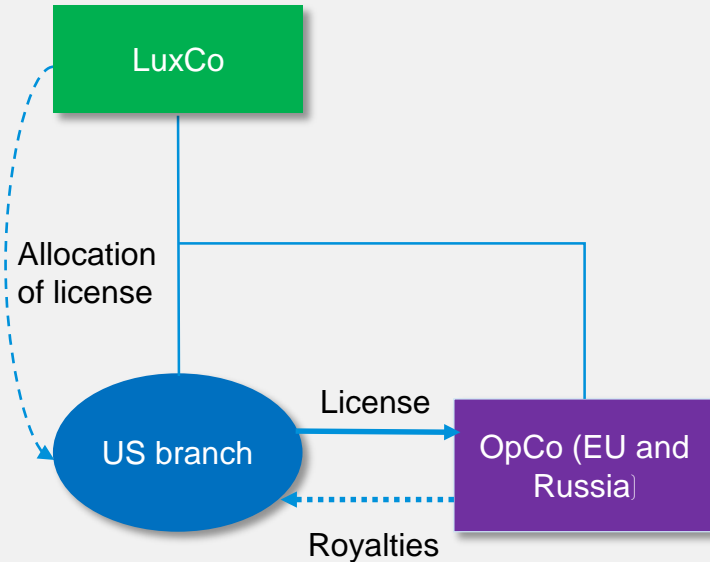 LuxCo
Allocation
of license
License
US branch
OpCo (EU and
Russia)
Royalties